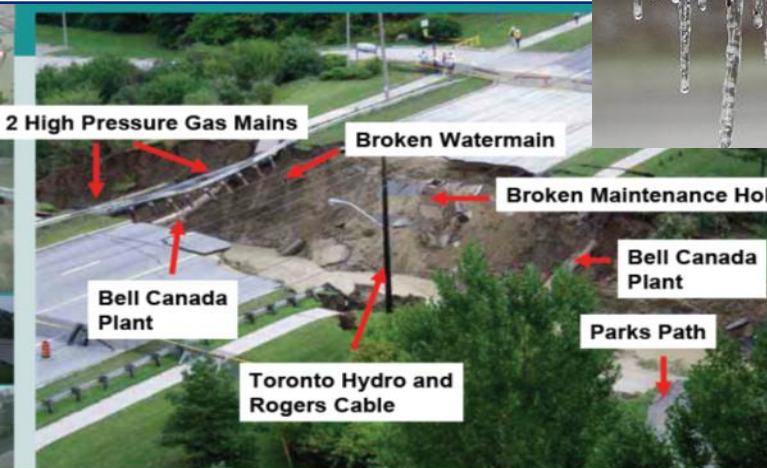 2 High Pressure Gas Mains
Broken Watermain
Broken Maintenance Hol
Bell Canada
Plant
Bell Canada
Plant
Parks Path
Toronto Hydro and
Rogers Cable